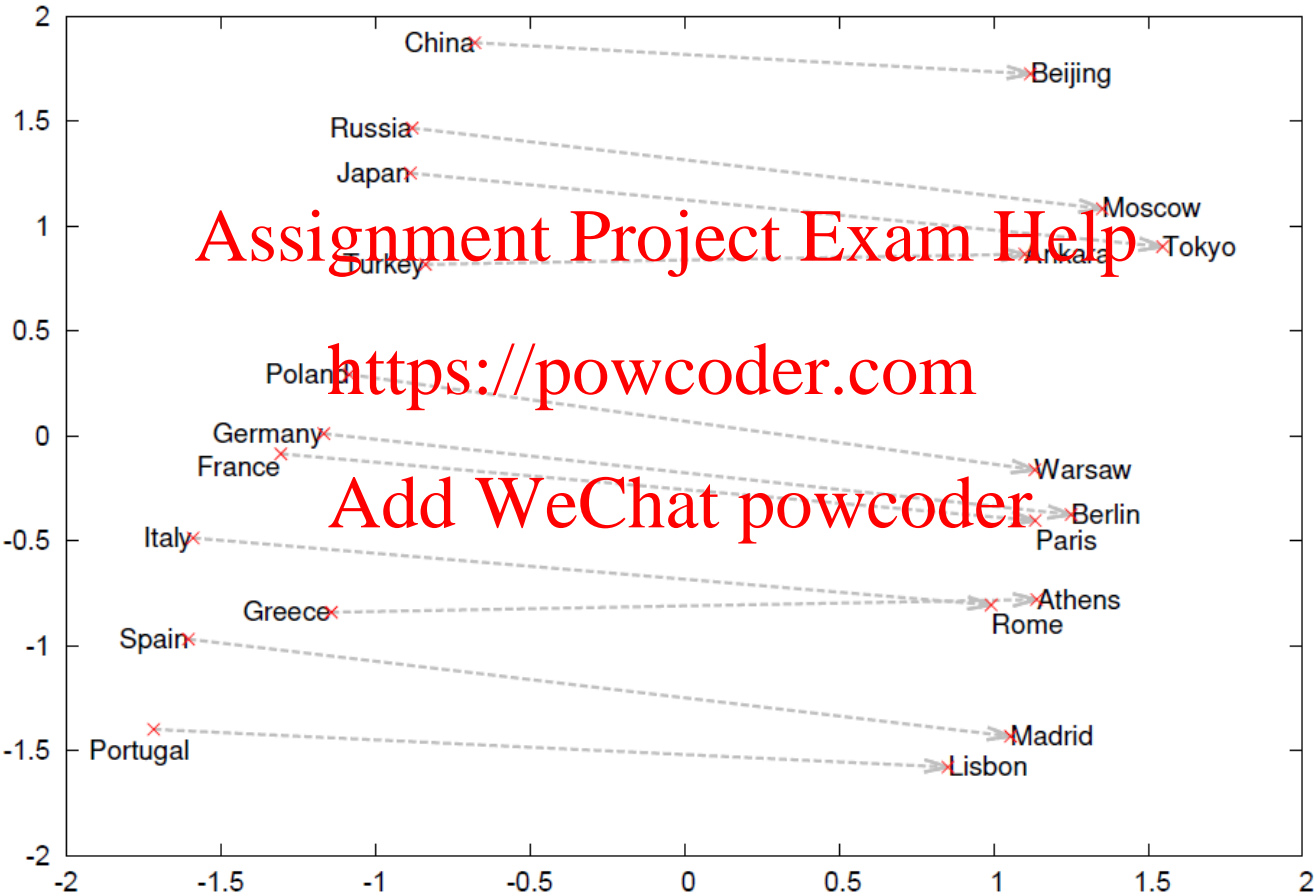 2
China
Beijing
1.5
Russia
Japan
Moscow
1
Assignment Project Exam Help
Tokyo
Turkey
Ankara
0.5
https://powcoder.com
Poland
0
Germany
France
Warsaw
Add WeChat powcoder
Berlin
-0.5
Italy
Paris
Greece
Athens
Rome
-1
Spain
Madrid
-1.5
Portugal
Lisbon
-2
-2 -1.5 -1 -0.5 0 0.5 1 1.5 2